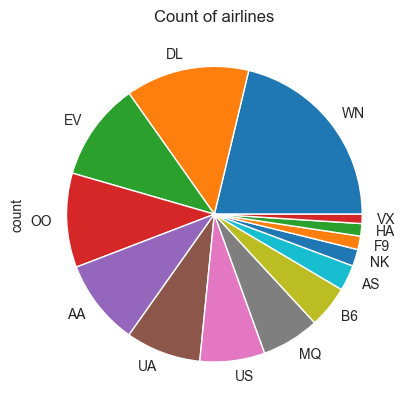 Count of airlines
DL
WN
EV
count
OO
VX
HA
F9
NK
AS
AA
B6
MQ
UA
US